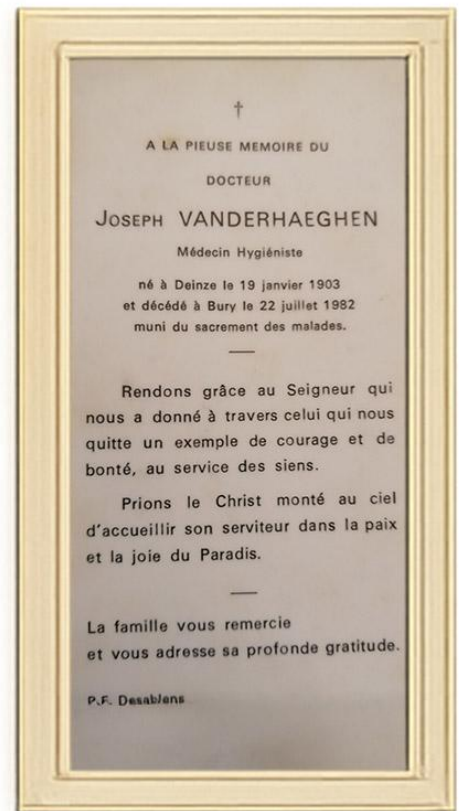 †
A LA PIEUSE MEMOIRE DU
DOCTEUR
JOSEPH VANDERHAEGHEN
Médecin Hygiéniste
né à Deinze le 19 janvier 1903
et décédé à Bury le 22 juillet 1982
muni du sacrement des malades.
Rendons grâce au Seigneur qui
nous a donné à travers celui qui nous
quitte un exemple de courage et de
bonté, au service des siens.
Prions le Christ monté au ciel
d'accueillir son serviteur dans la paix
et la joie du Paradis.
La famille vous remercie
et vous adresse sa profonde gratitude.
P.F. Desablens